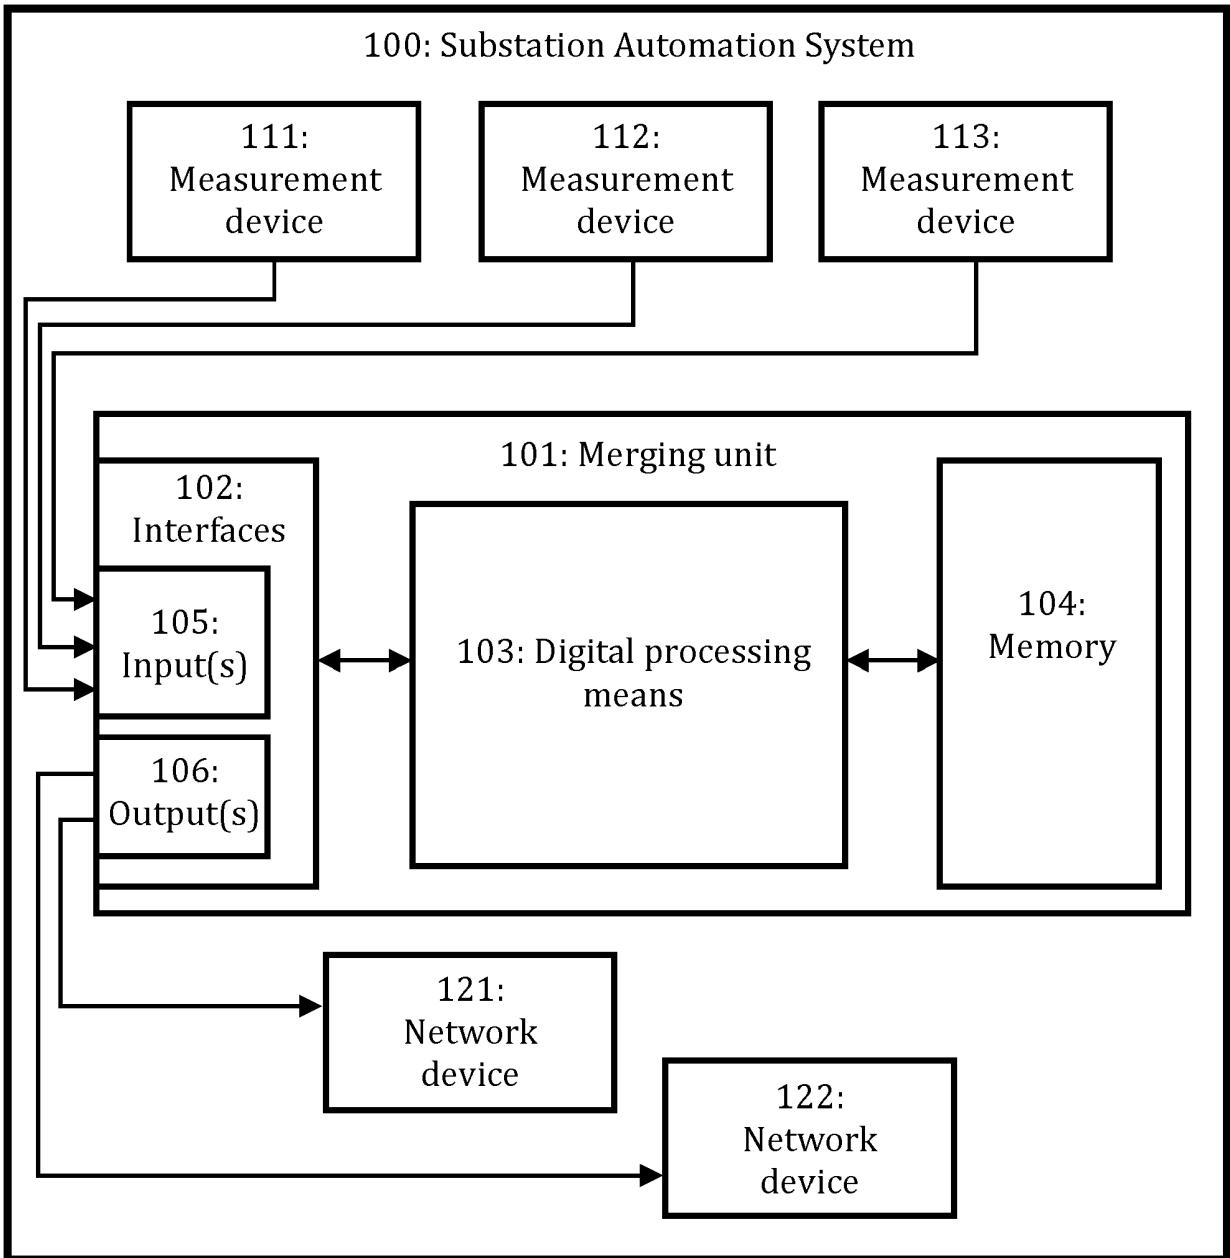 100: Substation Automation System
111:
Measurement
device
112:
Measurement
device
113:
Measurement
device
101: Merging unit
102:
Interfaces
105:
Input(s)
106:
Output(s)
103: Digital processing
means
104:
Memory
121:
Network
device
122:
Network
device